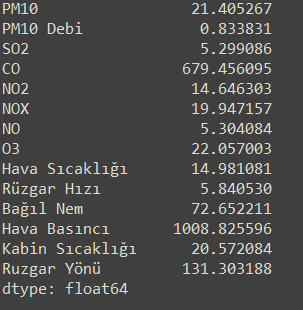 PM10 21.405267
PM10 Debi 0.833831
SO2 5.299086
CO 679.456095
NO2 14.646303
NOX 19.947157
NO 5.304084
O3 22.057003
Hava Sıcaklığı 14.981081
Rüzgar Hızı 5.840530
Bağıl Nem 72.652211
Hava Basıncı 1008.825596
Kabin Sıcaklığı 20.572084
Ruzgar Yönü 131.303188
dtype: float64